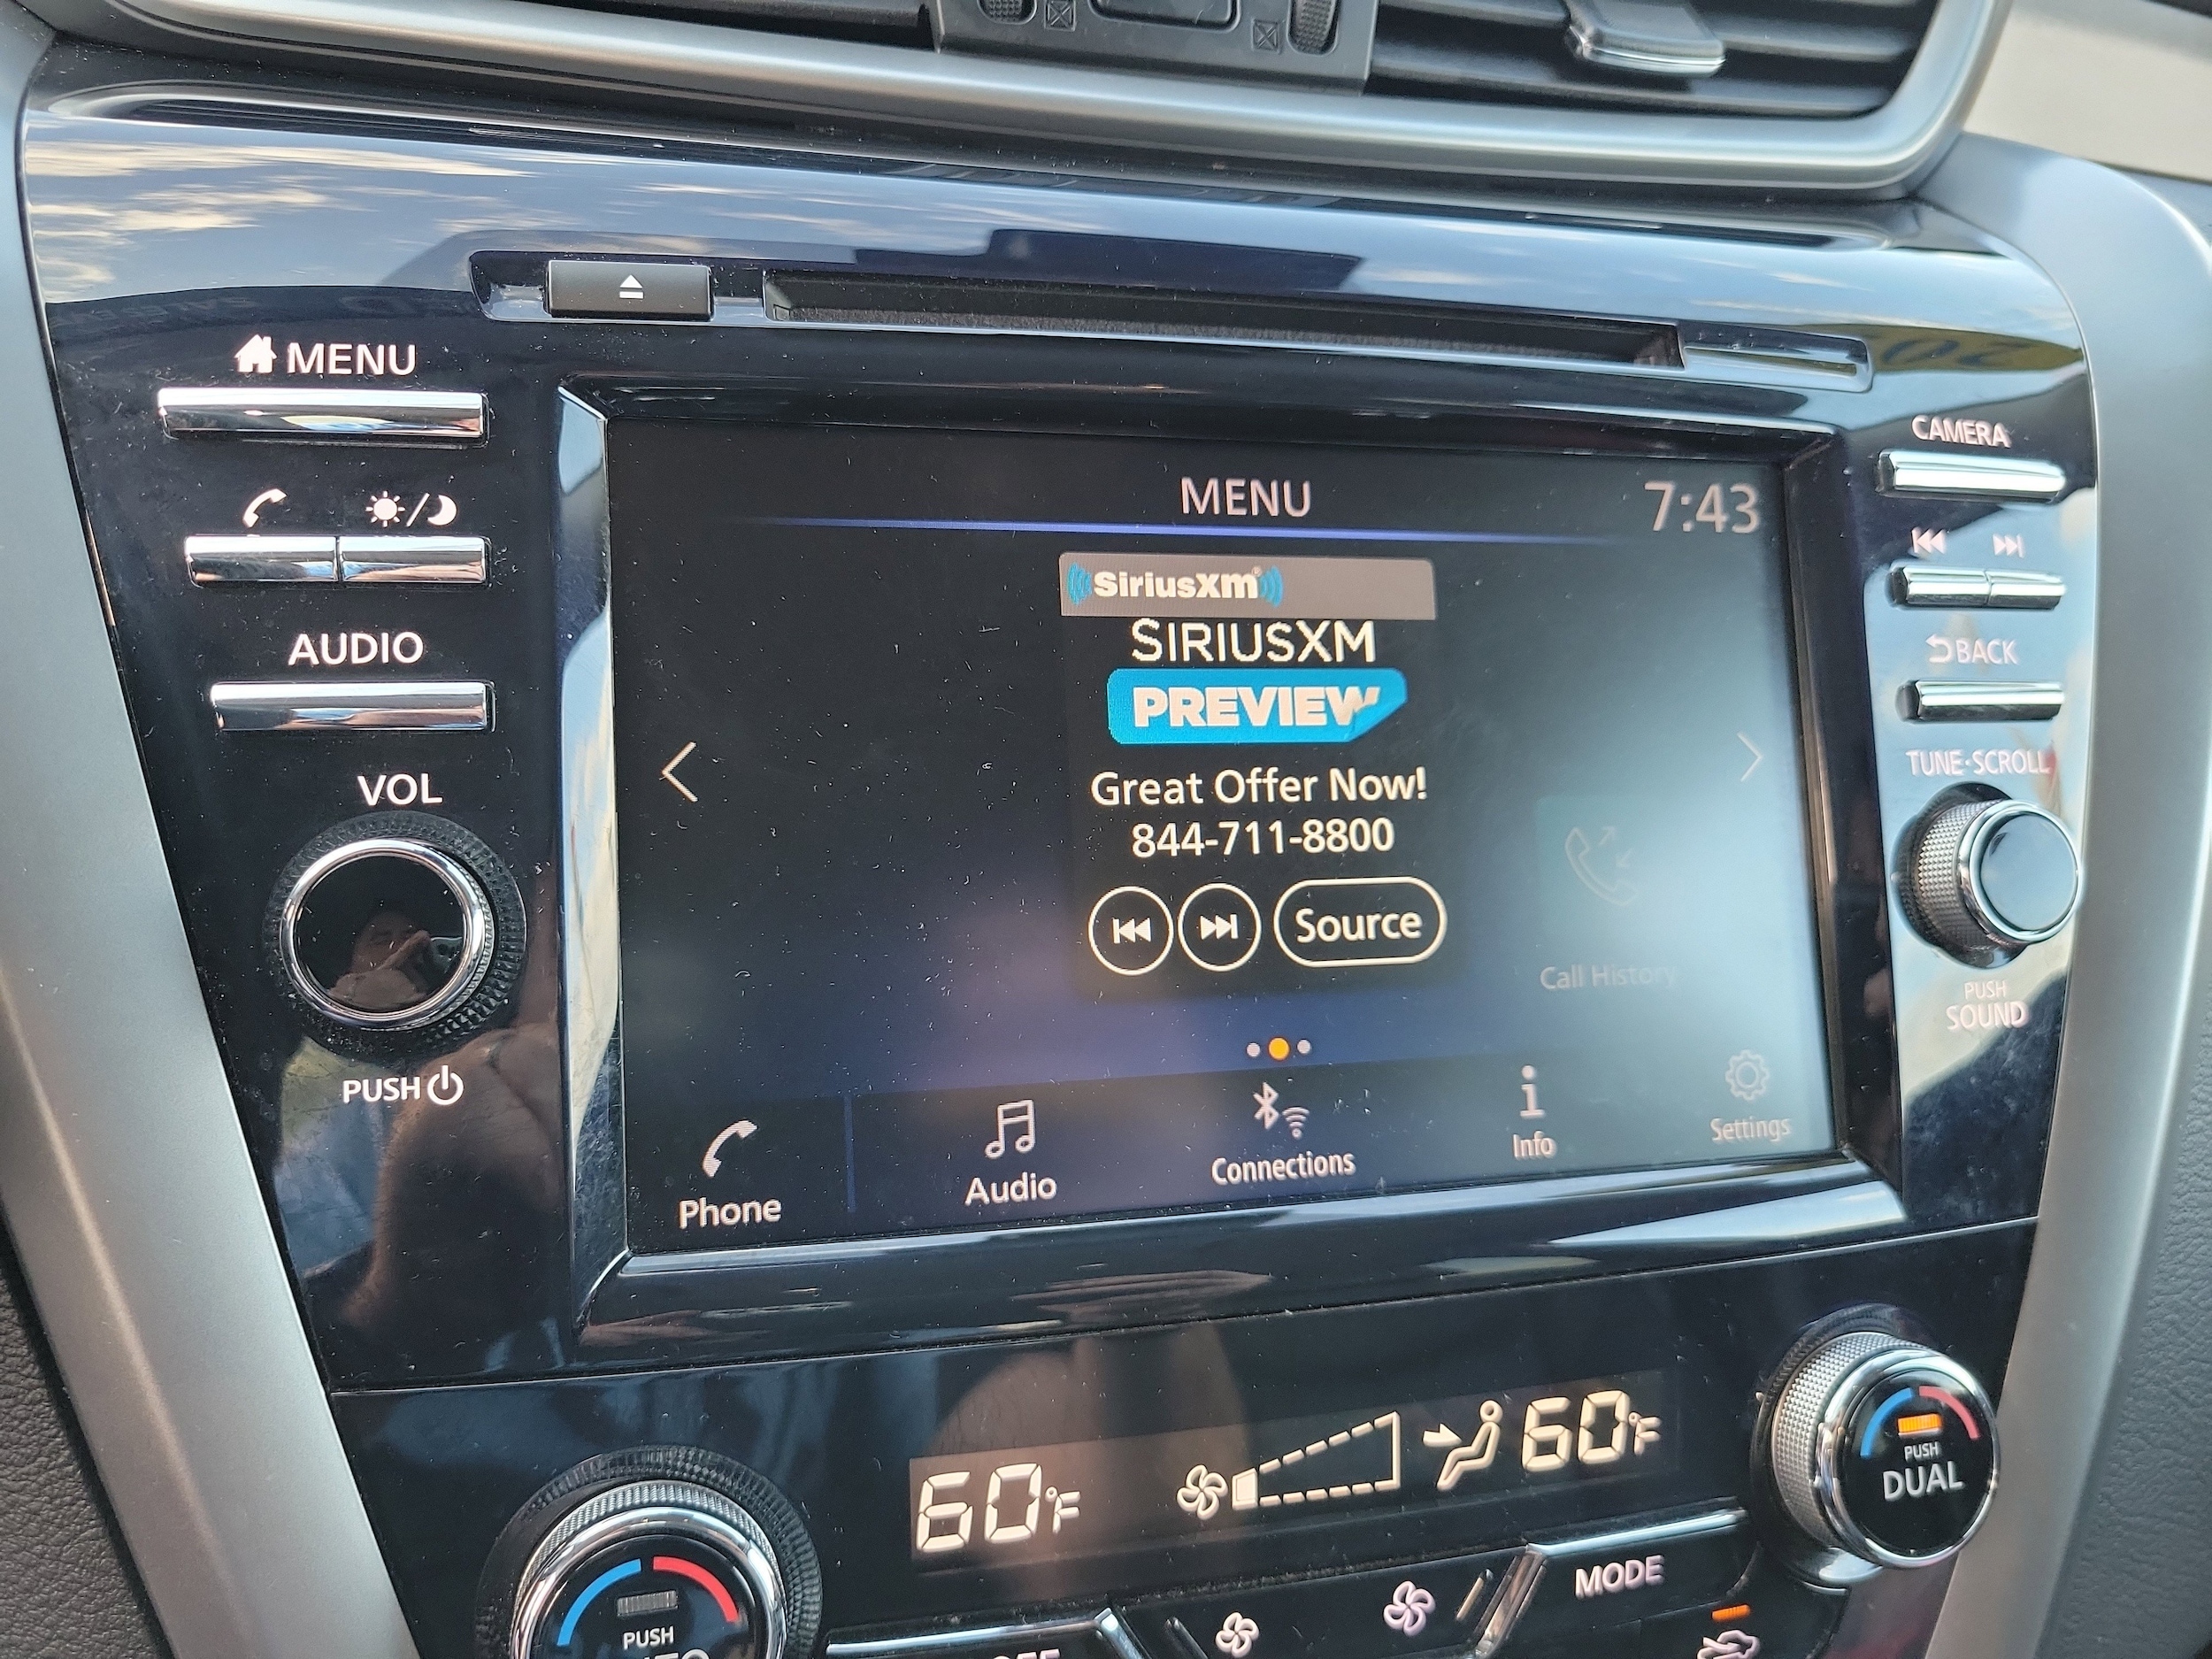 MENU
AUDIO
VOL
PUSH
MENU
7:43
SiriusXM
SIRIUSXM
PREVIEW
Great Offer Now!
844-711-8800
Source
Call History
Phone
Audio
Connections
Info
Settings
CAMERA
BACK
TUNE·SCROLL
PUSH
SOUND
60°F
60°F
PUSH
DUAL
PUSH
MODE